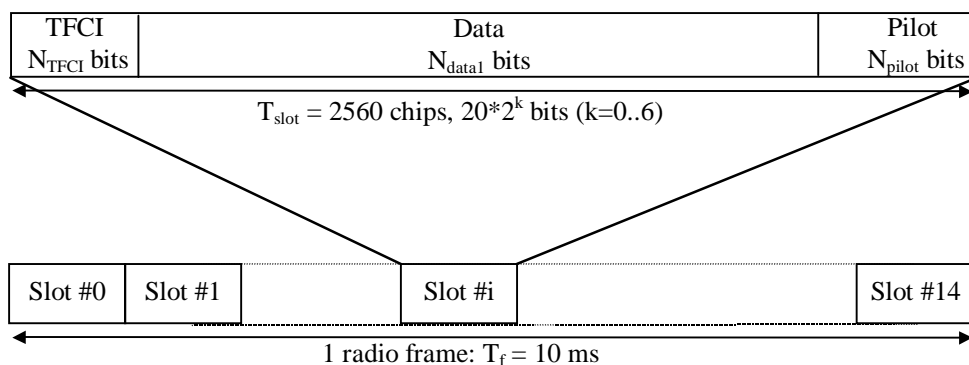 TFCI Data Pilot
N_TFCI bits N_data1 bits N_pilot bits
T_slot = 2560 chips, 20*2^k bits (k=0..6)
Slot #0 Slot #1 Slot #i Slot #14
1 radio frame: T_f = 10 ms